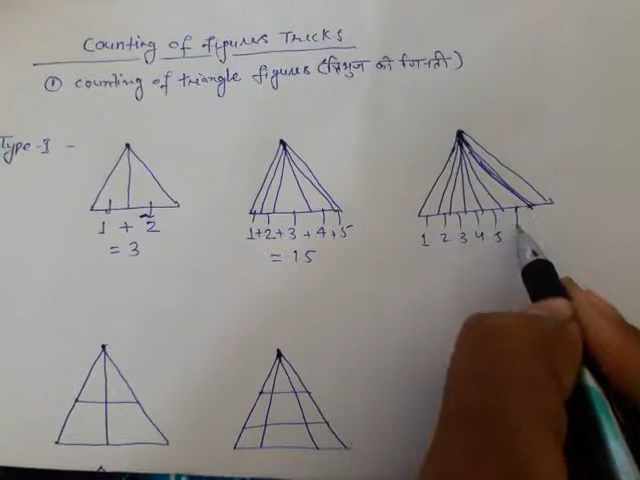 Counting of figures Tricks
① counting of triangle figures (त्रिभुज की गिनती)
Type-I -
1 + 2
= 3
1+2+3+4+5
= 15
1 2 3 4 5